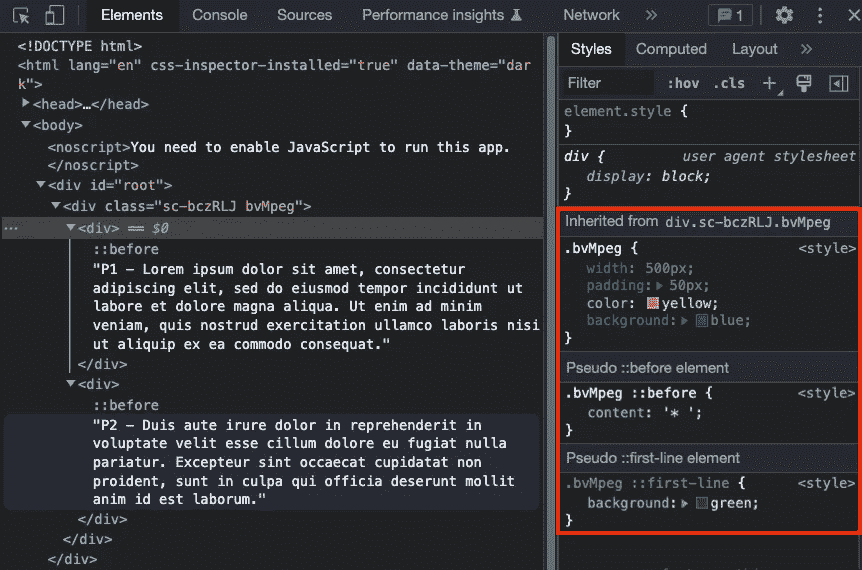 Elements Console Sources Performance insights Network » 1
<!DOCTYPE html>
<html lang="en" css-inspector-installed="true" data-theme="dar
k">
<head>…</head>
<body>
<noscript>You need to enable JavaScript to run this app.
</noscript>
<div id="root">
<div class="sc-bczRLJ bvMpeg">
… <div> == $0
::before
"P1 – Lorem ipsum dolor sit amet, consectetur
adipiscing elit, sed do eiusmod tempor incididunt ut
labore et dolore magna aliqua. Ut enim ad minim
veniam, quis nostrud exercitation ullamco laboris nisi
ut aliquip ex ea commodo consequat."
</div>
<div>
::before
"P2 – Duis aute irure dolor in reprehenderit in
voluptate velit esse cillum dolore eu fugiat nulla
pariatur. Excepteur sint occaecat cupidatat non
proident, sunt in culpa qui officia deserunt mollit
anim id est laborum."
</div>
</div>
</div>
Styles Computed Layout »
Filter :hov .cls +
element.style {
}
div { user agent stylesheet
display: block;
}
Inherited from div.sc-bczRLJ.bvMpeg
.bvMpeg { <style>
width: 500px;
padding: 50px;
color: yellow;
background: blue;
}
Pseudo ::before element
.bvMpeg ::before { <style>
content: '* ';
}
Pseudo ::first-line element
.bvMpeg ::first-line { <style>
background: green;
}